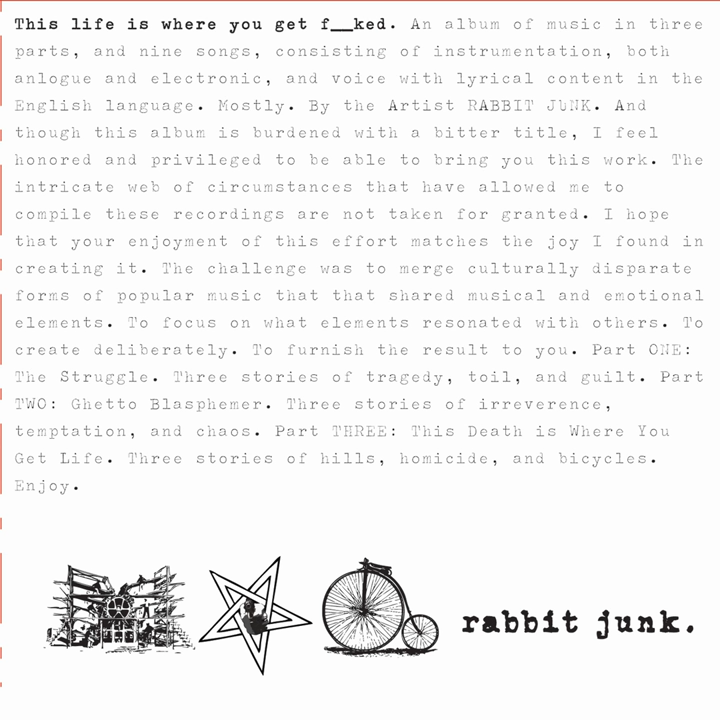 This life is where you get f__ked. An album of music in three
parts, and nine songs, consisting of instrumentation, both
anlogue and electronic, and voice with lyrical content in the
English language. Mostly. By the Artist RABBIT JUNK. And
though this album is burdened with a bitter title, I feel
honored and privileged to be able to bring you this work. The
intricate web of circumstances that have allowed me to
compile these recordings are not taken for granted. I hope
that your enjoyment of this effort matches the joy I found in
creating it. The challenge was to merge culturally disparate
forms of popular music that that shared musical and emotional
elements. To focus on what elements resonated with others. To
create deliberately. To furnish the result to you. Part ONE:
The Struggle. Three stories of tragedy, toil, and guilt. Part
TWO: Ghetto Blasphemer. Three stories of irreverence,
temptation, and chaos. Part THREE: This Death is Where You
Get Life. Three stories of hills, homicide, and bicycles.
Enjoy.
rabbit junk.